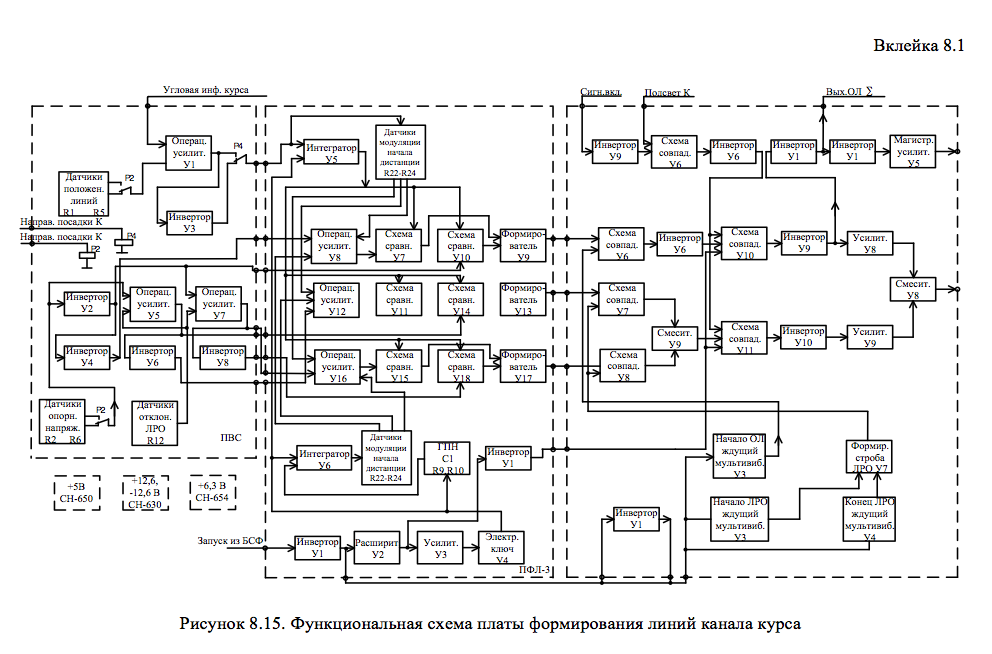 Вклейка 8.1
Угловая инф. курса
Сигн.вкл.
Подсвет К
Вых.ОЛ Σ
Операц.
усилит.
У1
Р4
Датчики
положен.
линий
R1 R5
Р2
Инвертор
У3
Направ. посадки К
Направ. посадки К
Р4
Р2
Инвертор
У2
Операц.
усилит.
У5
Операц.
усилит.
У7
Инвертор
У4
Инвертор
У6
Инвертор
У8
Датчики
опорн.
напряж.
R2 R6
Р2
Датчики
отклон.
ЛРО
R12
ПВС
+5В
СН-650
+12,6,
-12,6 В
СН-630
+6,3 В
СН-654
Интегратор
У5
Датчики
модуляции
начала
дистанции
R22-R24
Операц.
усилит.
У8
Схема
сравн.
У7
Схема
сравн.
У10
Формиро-
ватель
У9
Операц.
усилит.
У12
Схема
сравн.
У11
Схема
сравн.
У14
Формиро-
ватель
У13
Операц.
усилит.
У16
Схема
сравн.
У15
Схема
сравн.
У18
Формиро-
ватель
У17
Интегратор
У6
Датчики
модуляции
начала
дистанции
R22-R24
ГПН
С1
R9 R10
Инвертор
У1
Запуск из БСФ
Инвертор
У1
Расширит
У2
Усилит.
У3
Электр.
ключ
У4
ПФЛ-3
Инвертор
У9
Схема
совпад.
У6
Инвертор
У6
Инвертор
У1
Инвертор
У1
Магистр.
усилит.
У5
Схема
совпад.
У6
Инвертор
У6
Схема
совпад.
У10
Инвертор
У9
Усилит.
У8
Смесит.
У8
Схема
совпад.
У7
Смесит.
У9
Схема
совпад.
У11
Инвертор
У10
Усилит.
У9
Схема
совпад.
У8
Начало ОЛ
ждущий
мультивиб.
У3
Формир.
строба
ЛРО У7
Инвертор
У1
Начало ЛРО
ждущий
мультивиб.
У3
Конец ЛРО
ждущий
мультивиб.
У4
Рисунок 8.15. Функциональная схема платы формирования линий канала курса